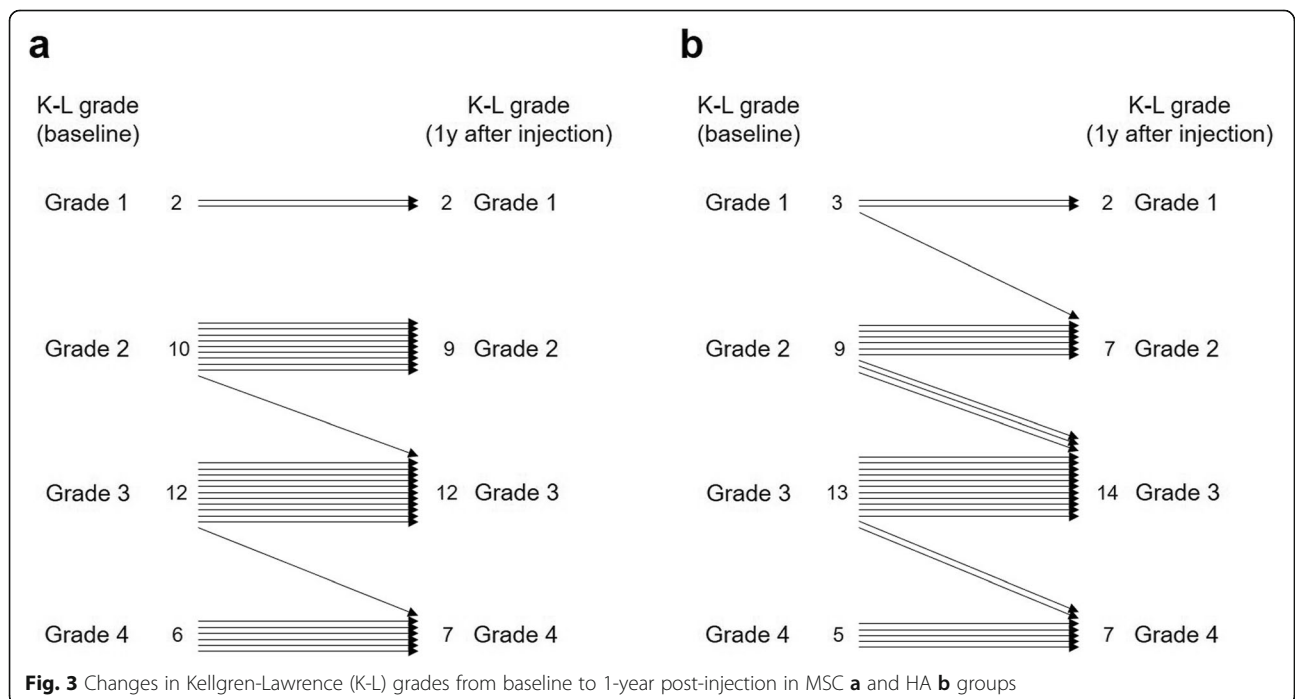 a
b
K-L grade
(baseline)
K-L grade
(1y after injection)
K-L grade
(baseline)
K-L grade
(1y after injection)
Grade 1 2 2 Grade 1
Grade 1 3 2 Grade 1
Grade 2 10 9 Grade 2
Grade 2 9 7 Grade 2
Grade 3 12 12 Grade 3
Grade 3 13 14 Grade 3
Grade 4 6 7 Grade 4
Grade 4 5 7 Grade 4
Fig. 3 Changes in Kellgren-Lawrence (K-L) grades from baseline to 1-year post-injection in MSC a and HA b groups